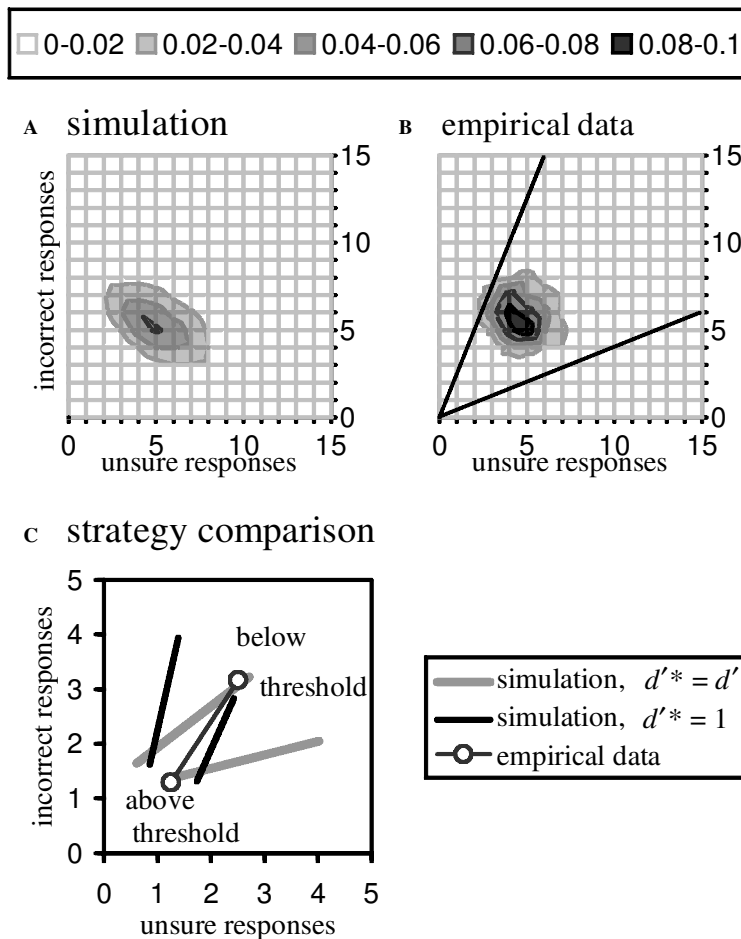 0-0.02 0.02-0.04 0.04-0.06 0.06-0.08 0.08-0.1
A simulation
B empirical data
15
10
5
0
incorrect responses
0 5 10 15
unsure responses
15
10
5
0
0 5 10 15
unsure responses
C strategy comparison
5
4
3
2
1
0
incorrect responses
below
threshold
above
threshold
0 1 2 3 4 5
unsure responses
simulation, d′* = d′
simulation, d′* = 1
empirical data